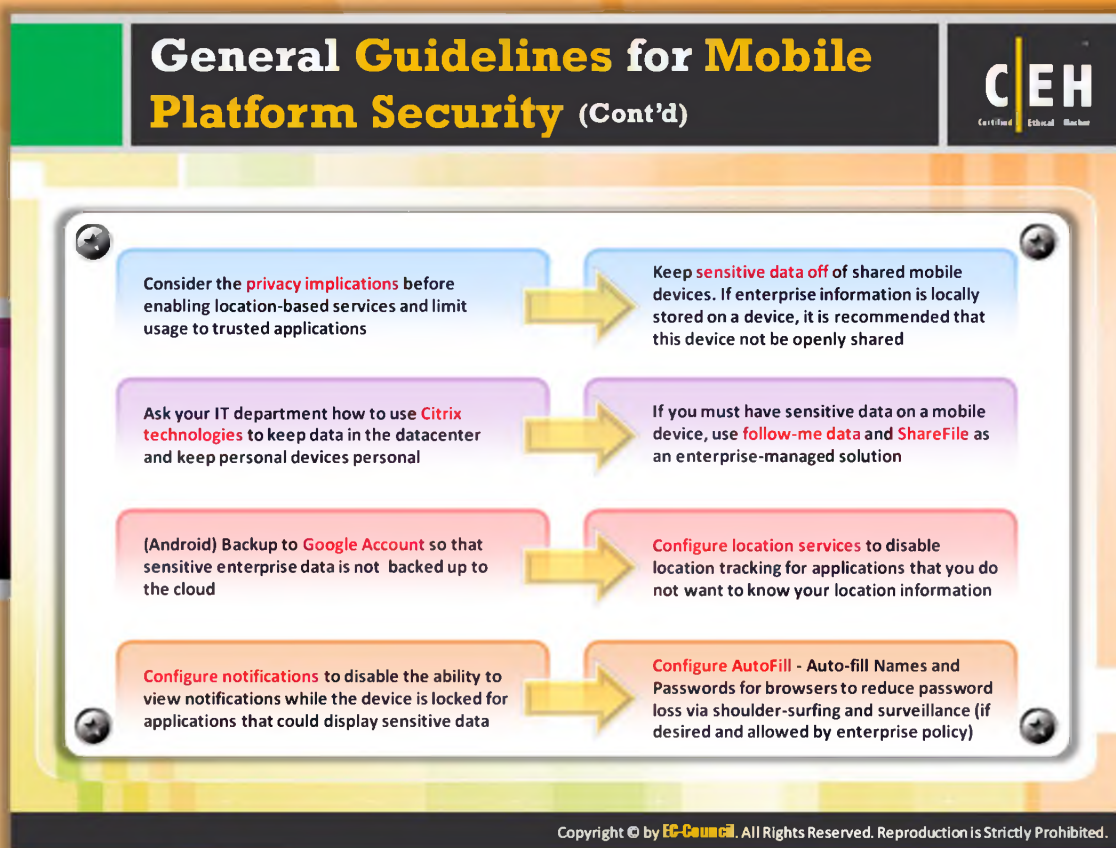 General Guidelines for Mobile
Platform Security (Cont'd)
C EH
Certified Ethical Hacker
Consider the privacy implications before
enabling location-based services and limit
usage to trusted applications
Keep sensitive data off of shared mobile
devices. If enterprise information is locally
stored on a device, it is recommended that
this device not be openly shared
Ask your IT department how to use Citrix
technologies to keep data in the datacenter
and keep personal devices personal
If you must have sensitive data on a mobile
device, use follow-me data and ShareFile as
an enterprise-managed solution
(Android) Backup to Google Account so that
sensitive enterprise data is not backed up to
the cloud
Configure location services to disable
location tracking for applications that you do
not want to know your location information
Configure notifications to disable the ability to
view notifications while the device is locked for
applications that could display sensitive data
Configure AutoFill - Auto-fill Names and
Passwords for browsers to reduce password
loss via shoulder-surfing and surveillance (if
desired and allowed by enterprise policy)
Copyright © by EC-Council. All Rights Reserved. Reproduction is Strictly Prohibited.